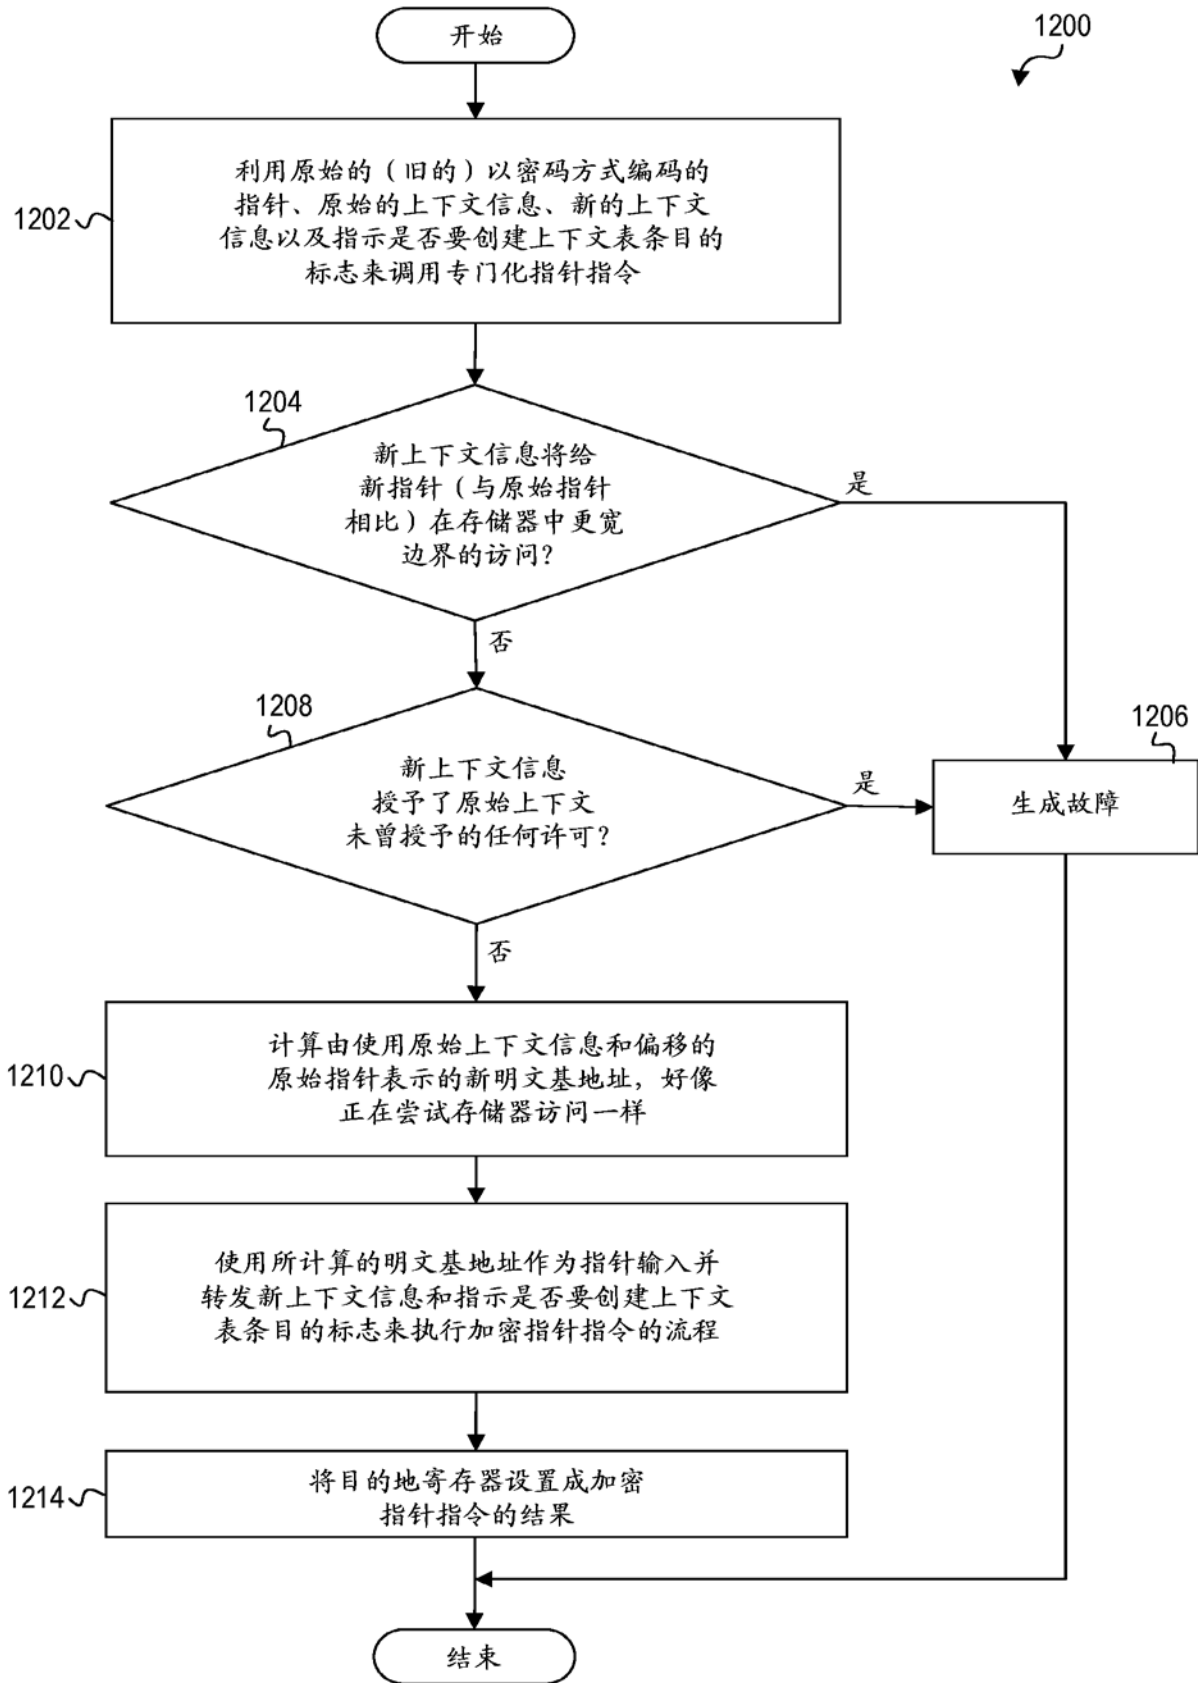 开始
1200
1202
利用原始的（旧的）以密码方式编码的
指针、原始的上下文信息、新的上下文
信息以及指示是否要创建上下文表条目的
标志来调用专门化指针指令
1204
新上下文信息将给
新指针（与原始指针
相比）在存储器中更宽
边界的访问？
是
否
1208
新上下文信息
授予了原始上下文
未曾授予的任何许可？
是
1206
生成故障
否
1210
计算由使用原始上下文信息和偏移的
原始指针表示的新明文基地址，好像
正在尝试存储器访问一样
1212
使用所计算的明文基地址作为指针输入并
转发新上下文信息和指示是否要创建上下文
表条目的标志来执行加密指针指令的流程
1214
将目的地寄存器设置成加密
指针指令的结果
结束